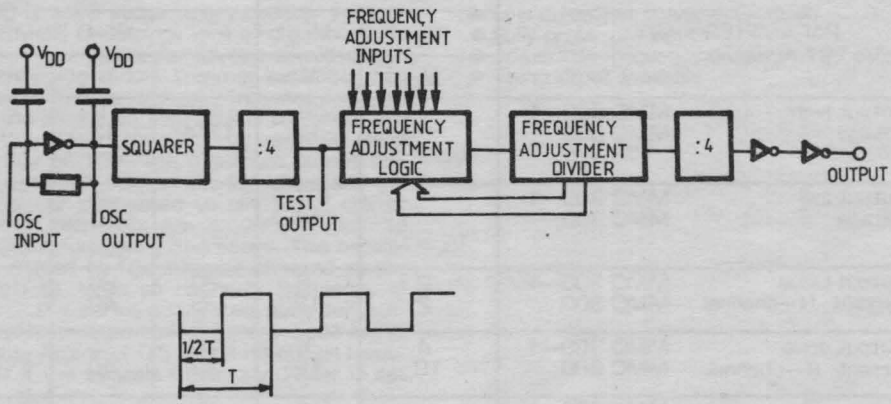 FREQUENCY
ADJUSTMENT
INPUTS
VDD
VDD
SQUARER
:4
FREQUENCY
ADJUSTMENT
LOGIC
FREQUENCY
ADJUSTMENT
DIVIDER
:4
OUTPUT
OSC
INPUT
OSC
OUTPUT
TEST
OUTPUT
1/2T
T